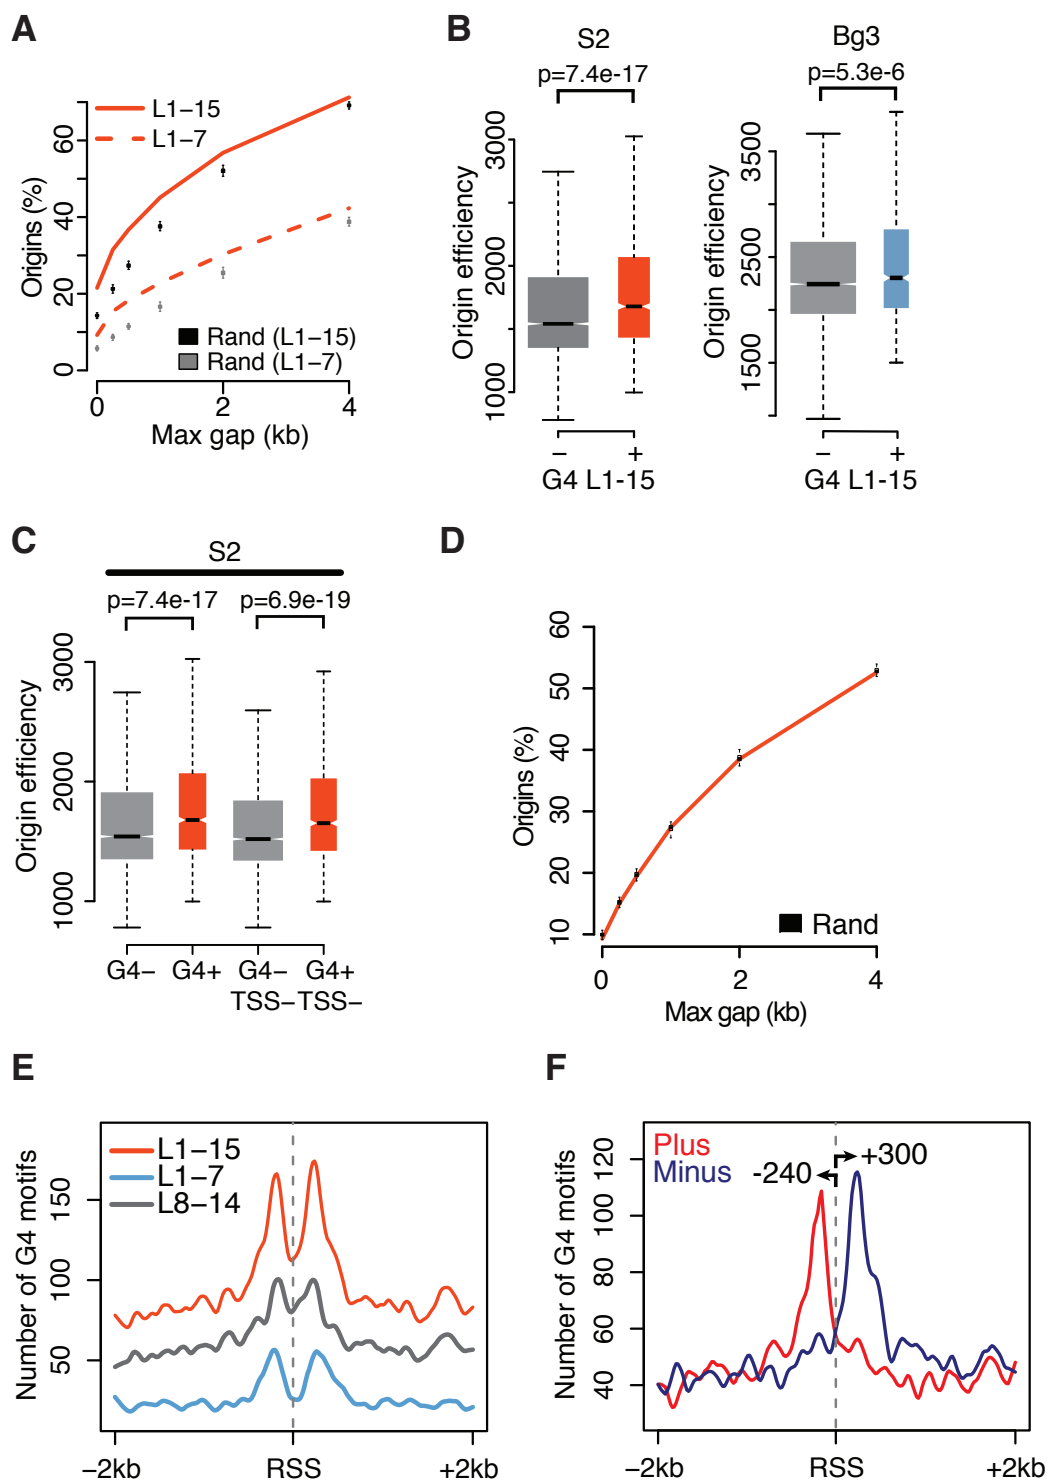 A
L1–15
L1–7
Origins (%)
60
40
20
0
Rand (L1–15)
Rand (L1–7)
0
2
4
Max gap (kb)
B
S2
p=7.4e-17
Origin efficiency
3000
2000
1000
–
+
G4 L1-15
Bg3
p=5.3e-6
Origin efficiency
3500
2500
1500
–
+
G4 L1-15
C
S2
p=7.4e-17
p=6.9e-19
Origin efficiency
3000
2000
1000
G4– G4+ G4– G4+
TSS– TSS–
D
Origins (%)
60
50
40
30
20
10
Rand
0
2
4
Max gap (kb)
E
L1–15
L1–7
L8–14
Number of G4 motifs
150
100
50
–2kb
RSS
+2kb
F
Plus
Minus
-240
+300
Number of G4 motifs
120
100
80
60
40
–2kb
RSS
+2kb